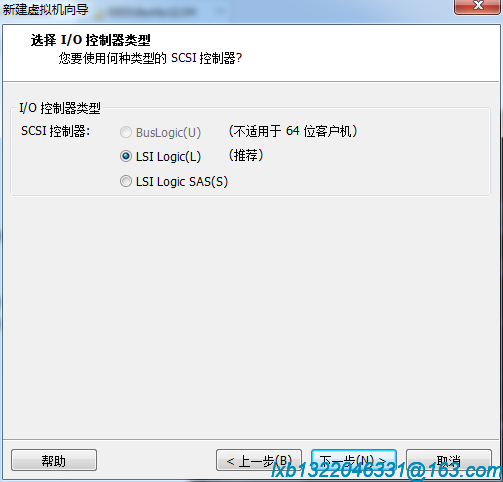 新建虚拟机向导
选择 I/O 控制器类型
您要使用何种类型的 SCSI 控制器?
I/O 控制器类型
SCSI 控制器:
BusLogic(U) (不适用于 64 位客户机)
LSI Logic(L) (推荐)
LSI Logic SAS(S)
帮助 < 上一步(B) 下一步(N) > 取消
lxb1322046331@163.com